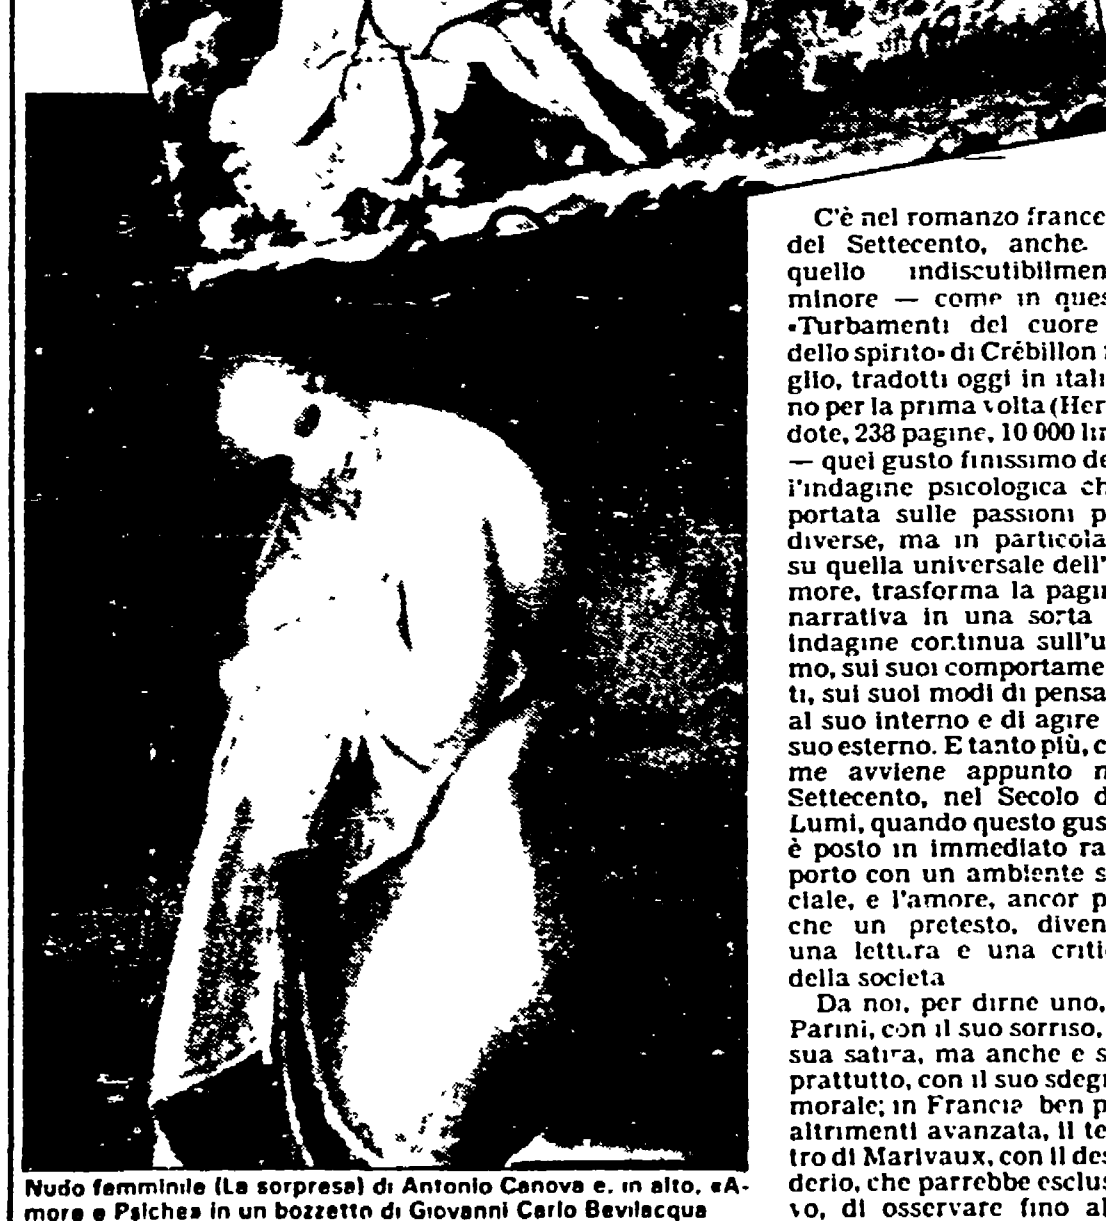 C'è nel romanzo france
del Settecento, anche
quello indiscutibilmen
minore — come in ques
«Turbamenti del cuore
dello spirito» di Crébillon
glio, tradotti oggi in itali
no per la prima volta (Her
dote, 238 pagine, 10 000 lir
— quel gusto finissimo de
l'indagine psicologica ch
portata sulle passioni p
diverse, ma in particola
su quella universale dell'
more, trasforma la pagin
narrativa in una sorta
indagine continua sull'u
mo, sui suoi comportame
ti, sui suoi modi di pensa
al suo interno e di agire
suo esterno. E tanto più, c
me avviene appunto n
Settecento, nel Secolo d
Lumi, quando questo gus
è posto in immediato ra
porto con un ambiente s
ciale, e l'amore, ancor p
che un pretesto, diven
una lettura e una criti
della societa
Da noi, per dirne uno,
Parini, con il suo sorriso,
sua satira, ma anche e s
prattutto, con il suo sdegn
morale; in Francia ben p
altrimenti avanzata, il te
tro di Marivaux, con il des
derio, che parrebbe esclus
vo, di osservare fino al
Nudo femminile (La sorpresa) di Antonio Canova e, in alto, «A-
more e Psiche» in un bozzetto di Giovanni Carlo Bevilacqua